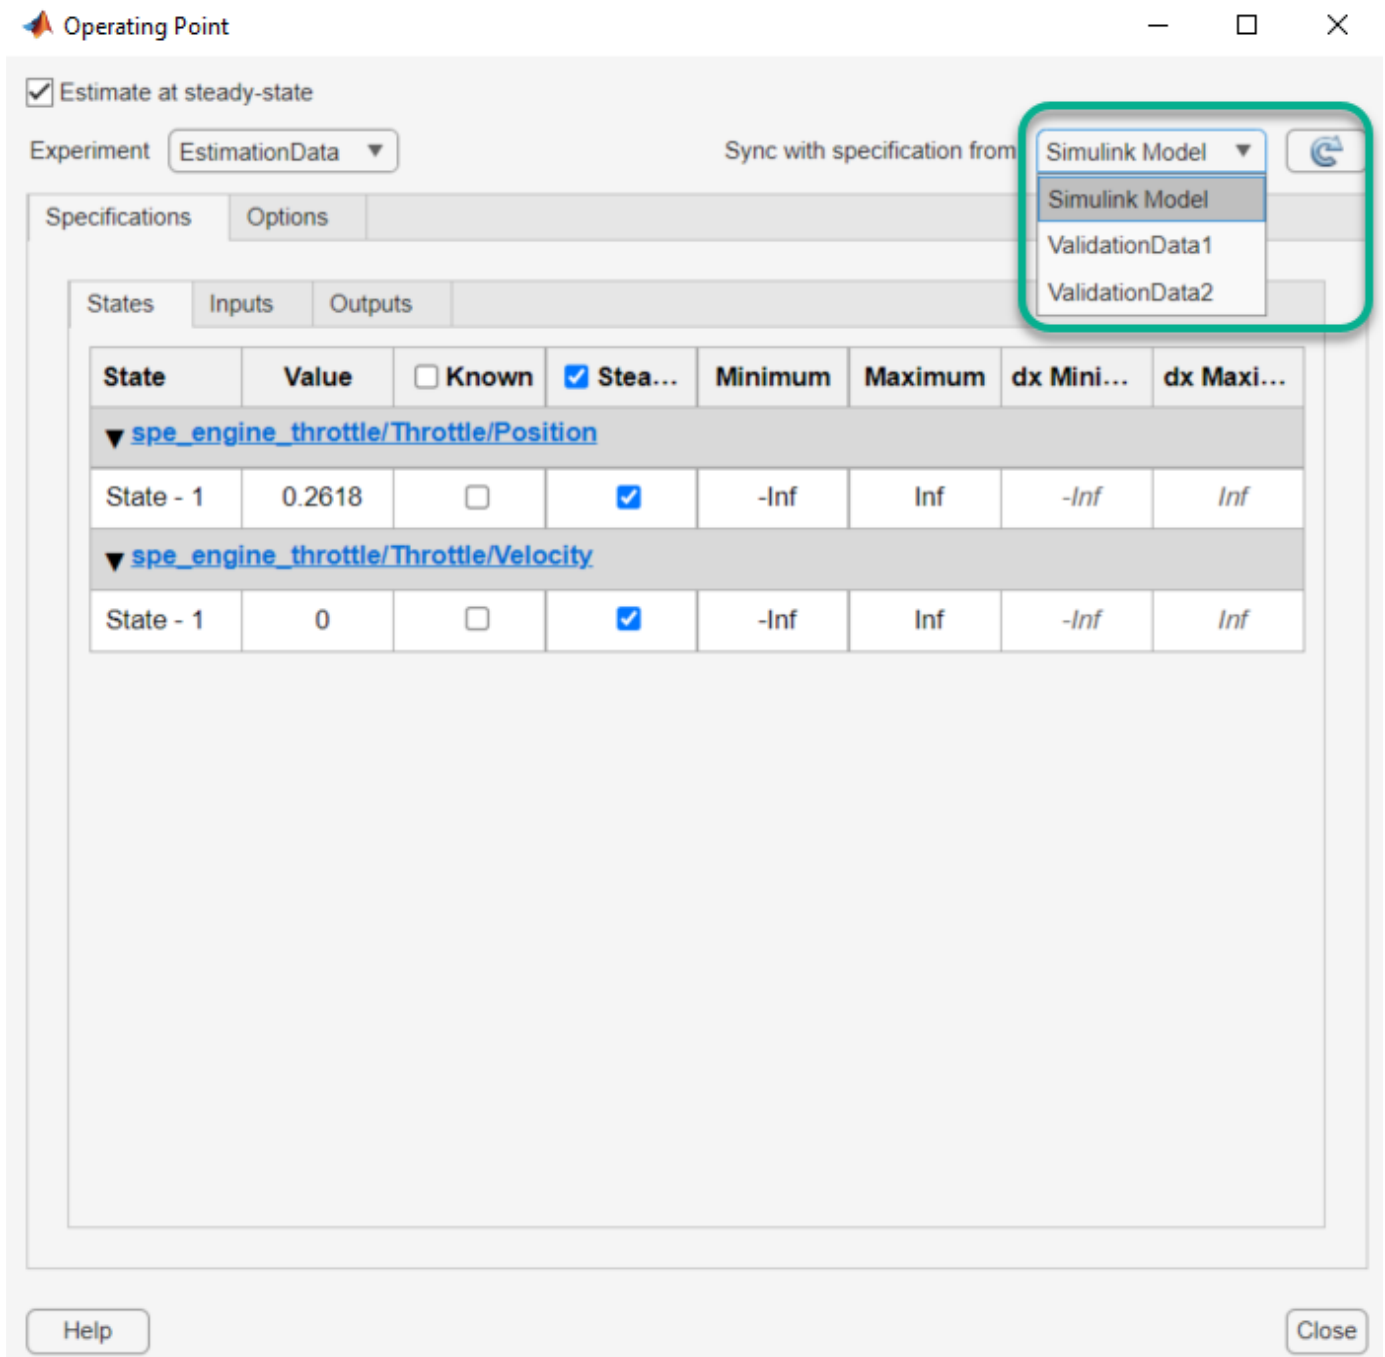 Operating Point
Estimate at steady-state
Experiment EstimationData Sync with specification from Simulink Model
Simulink Model
ValidationData1
ValidationData2
Specifications Options
States Inputs Outputs
State Value Known Stea... Minimum Maximum dx Mini... dx Maxi...
spe_engine_throttle/Throttle/Position
State - 1 0.2618 -Inf Inf -Inf Inf
spe_engine_throttle/Throttle/Velocity
State - 1 0 -Inf Inf -Inf Inf
Help Close